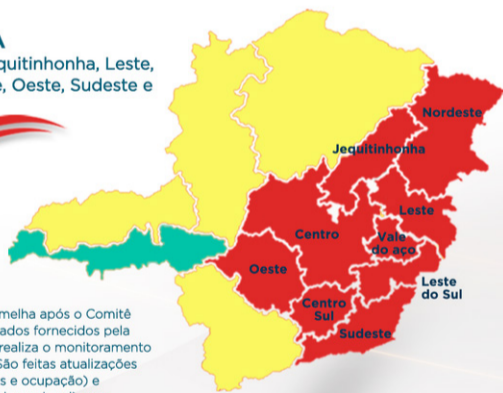 A
quitinhonha, Leste,
e, Oeste, Sudeste e
Nordeste
Jequitinhonha
Leste
Centro
Vale
do aço
Oeste
Leste
do Sul
Centro
Sul
Sudeste
melha após o Comitê
ados fornecidos pela
realiza o monitoramento
São feitas atualizações
s e ocupação) e